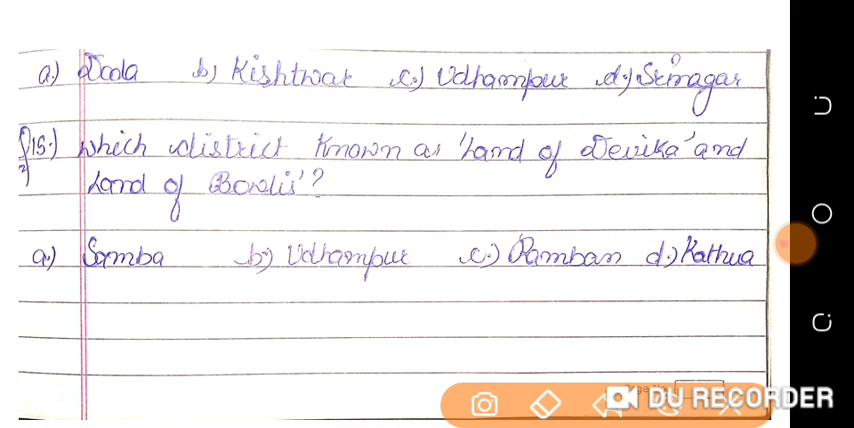 a.) Doda b.) Kishtwar c.) Udhampur d.) Srinagar
Q15.) which district known as 'Land of Devika' and
Land of Bowlis'?
a.) Samba b.) Udhampur c.) Ramban d.) Kathua
DU RECORDER